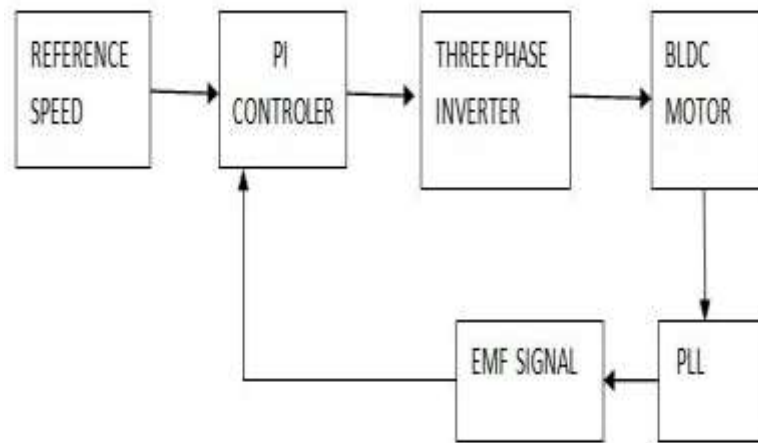 REFERENCE
SPEED
PI
CONTROLER
THREE PHASE
INVERTER
BLDC
MOTOR
EMF SIGNAL
PLL